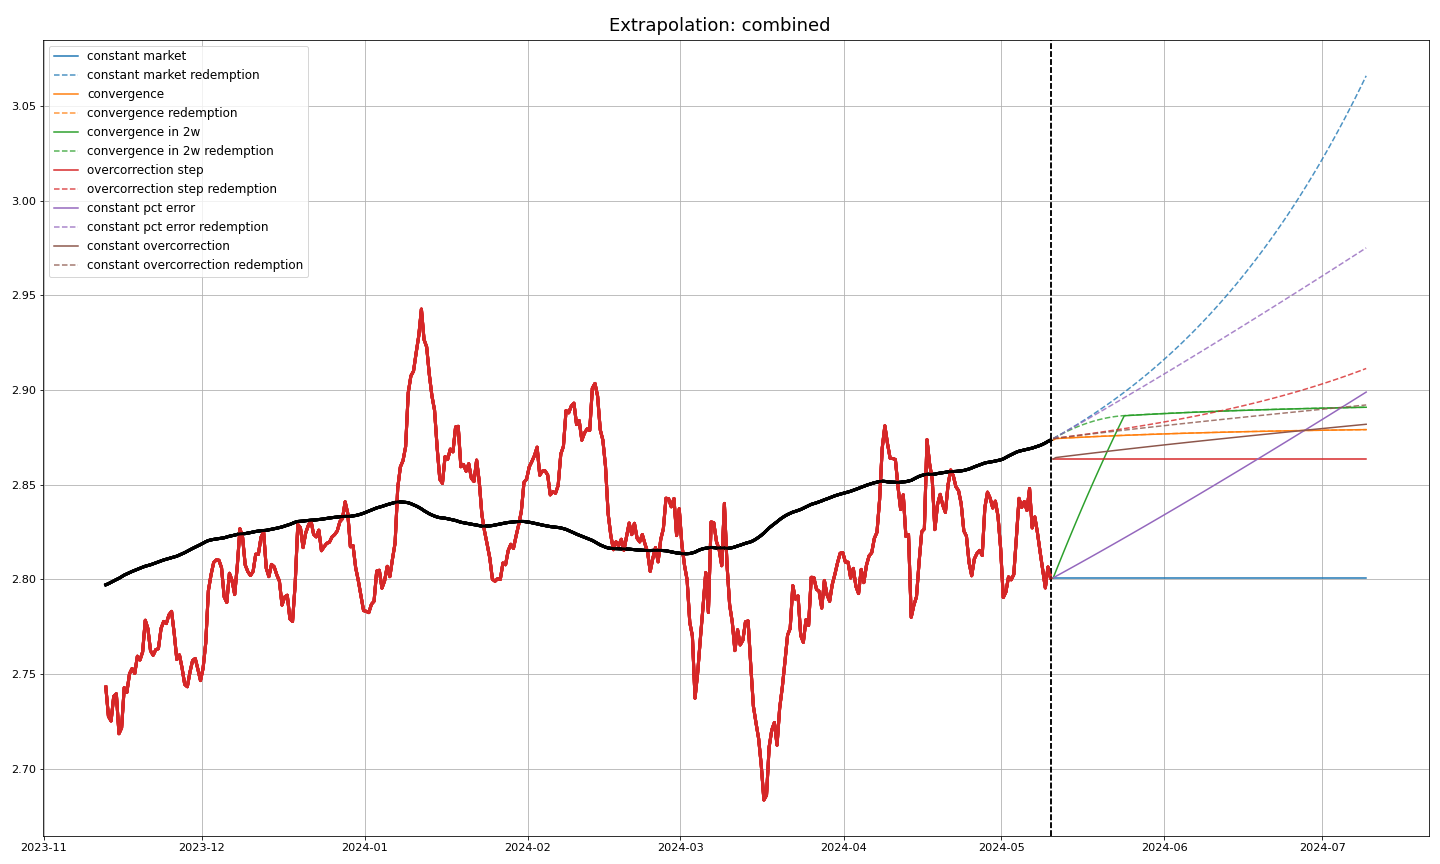 Extrapolation: combined
constant market
constant market redemption
convergence
convergence redemption
convergence in 2w
convergence in 2w redemption
overcorrection step
overcorrection step redemption
constant pct error
constant pct error redemption
constant overcorrection
constant overcorrection redemption
3.05
3.00
2.95
2.90
2.85
2.80
2.75
2.70
2023-11 2023-12 2024-01 2024-02 2024-03 2024-04 2024-05 2024-06 2024-07